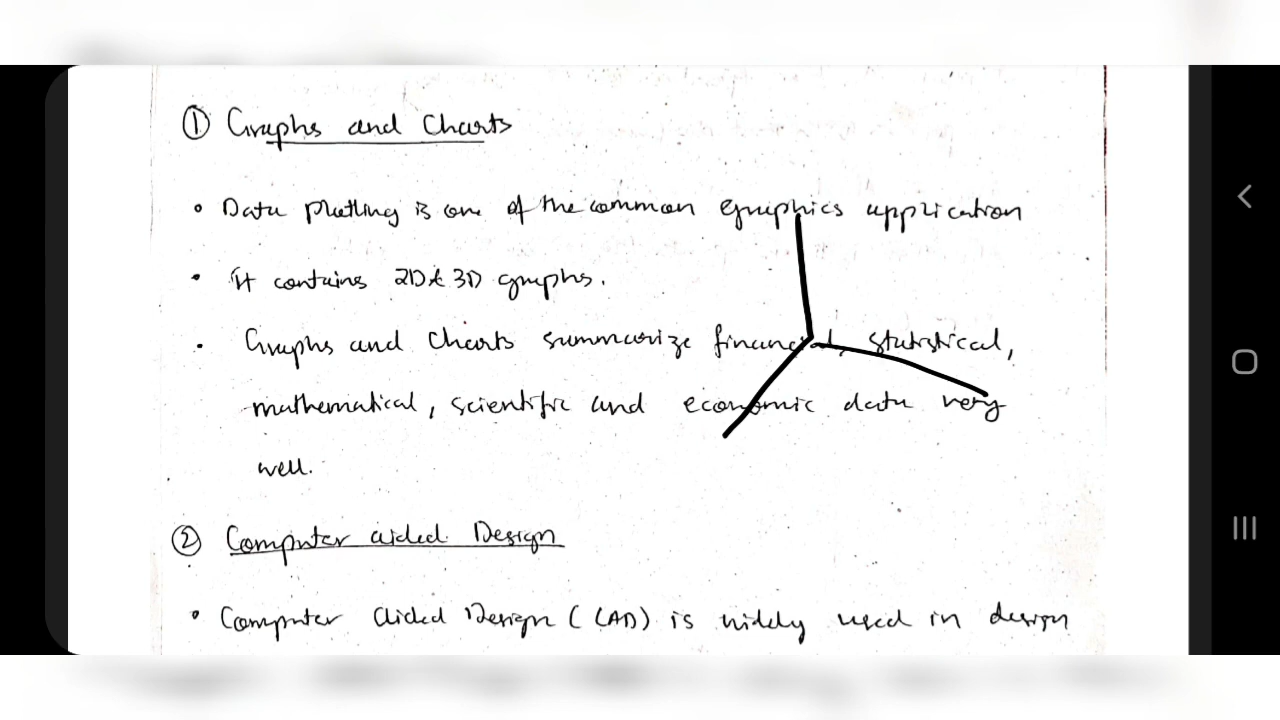 ① Graphs and Charts
• Data plotting is one of the common graphics application
• It contains 2D & 3D graphs.
• Graphs and Charts summarize financial, statistical,
mathematical, scientific and economic data very
well.
② Computer aided Design
• Computer Aided Design (CAD) is widely used in design